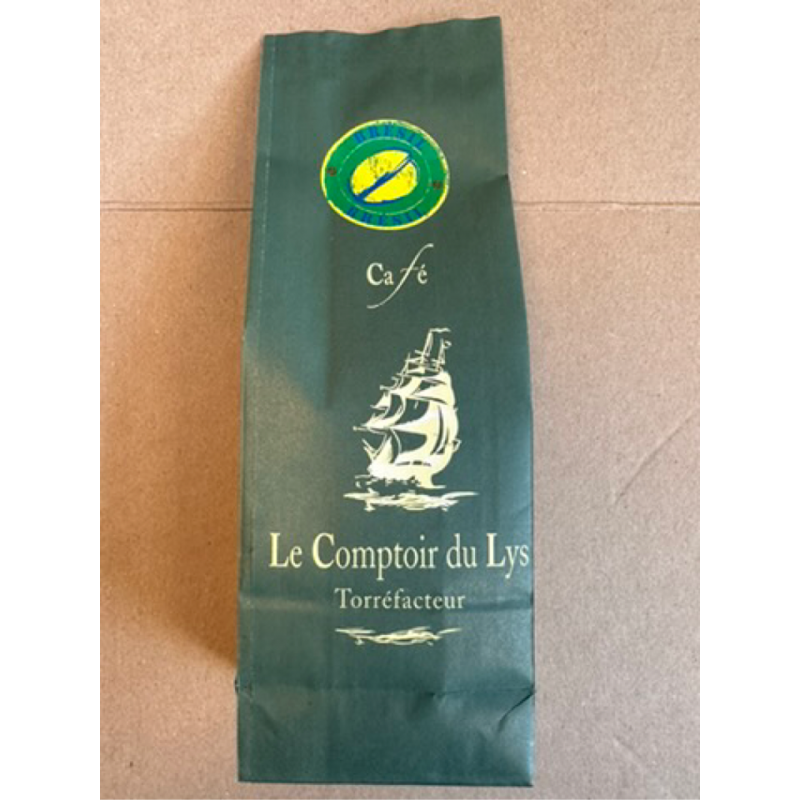 BRÉSIL
BRÉSIL
Café
Le Comptoir du Lys
Torréfacteur